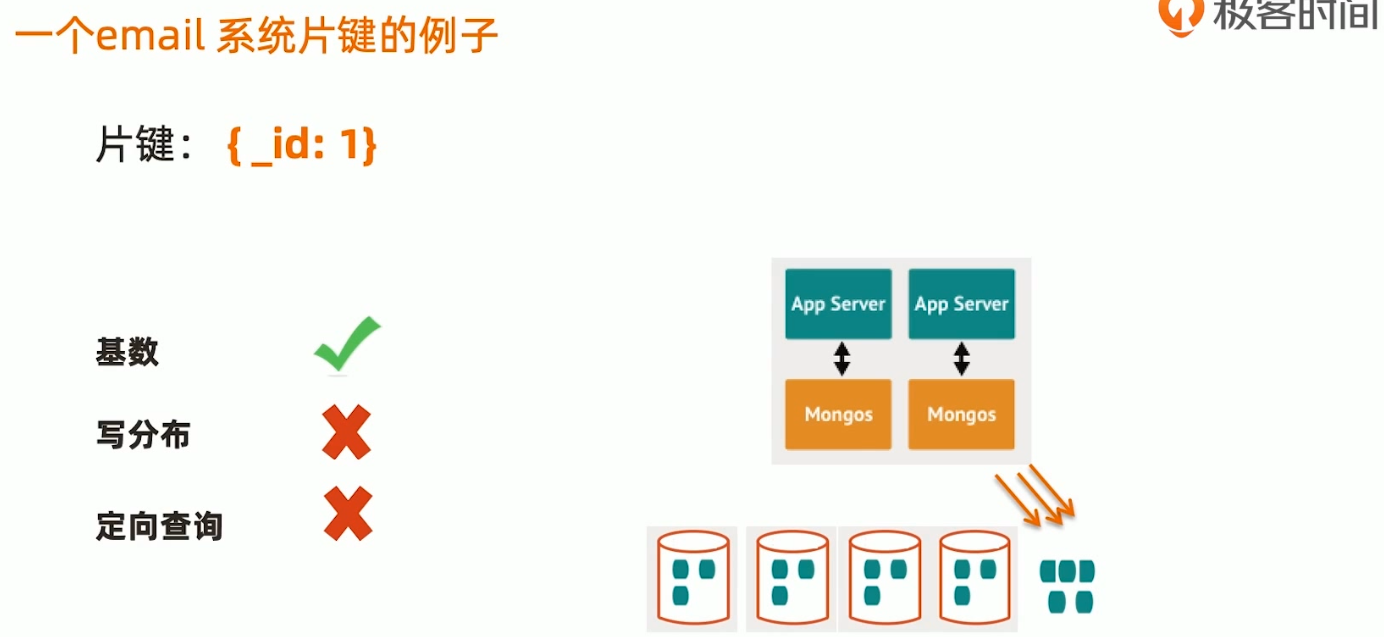 一个email 系统片键的例子
极客时间
片键: { _id: 1}
App Server App Server
基数
Mongos Mongos
写分布
定向查询